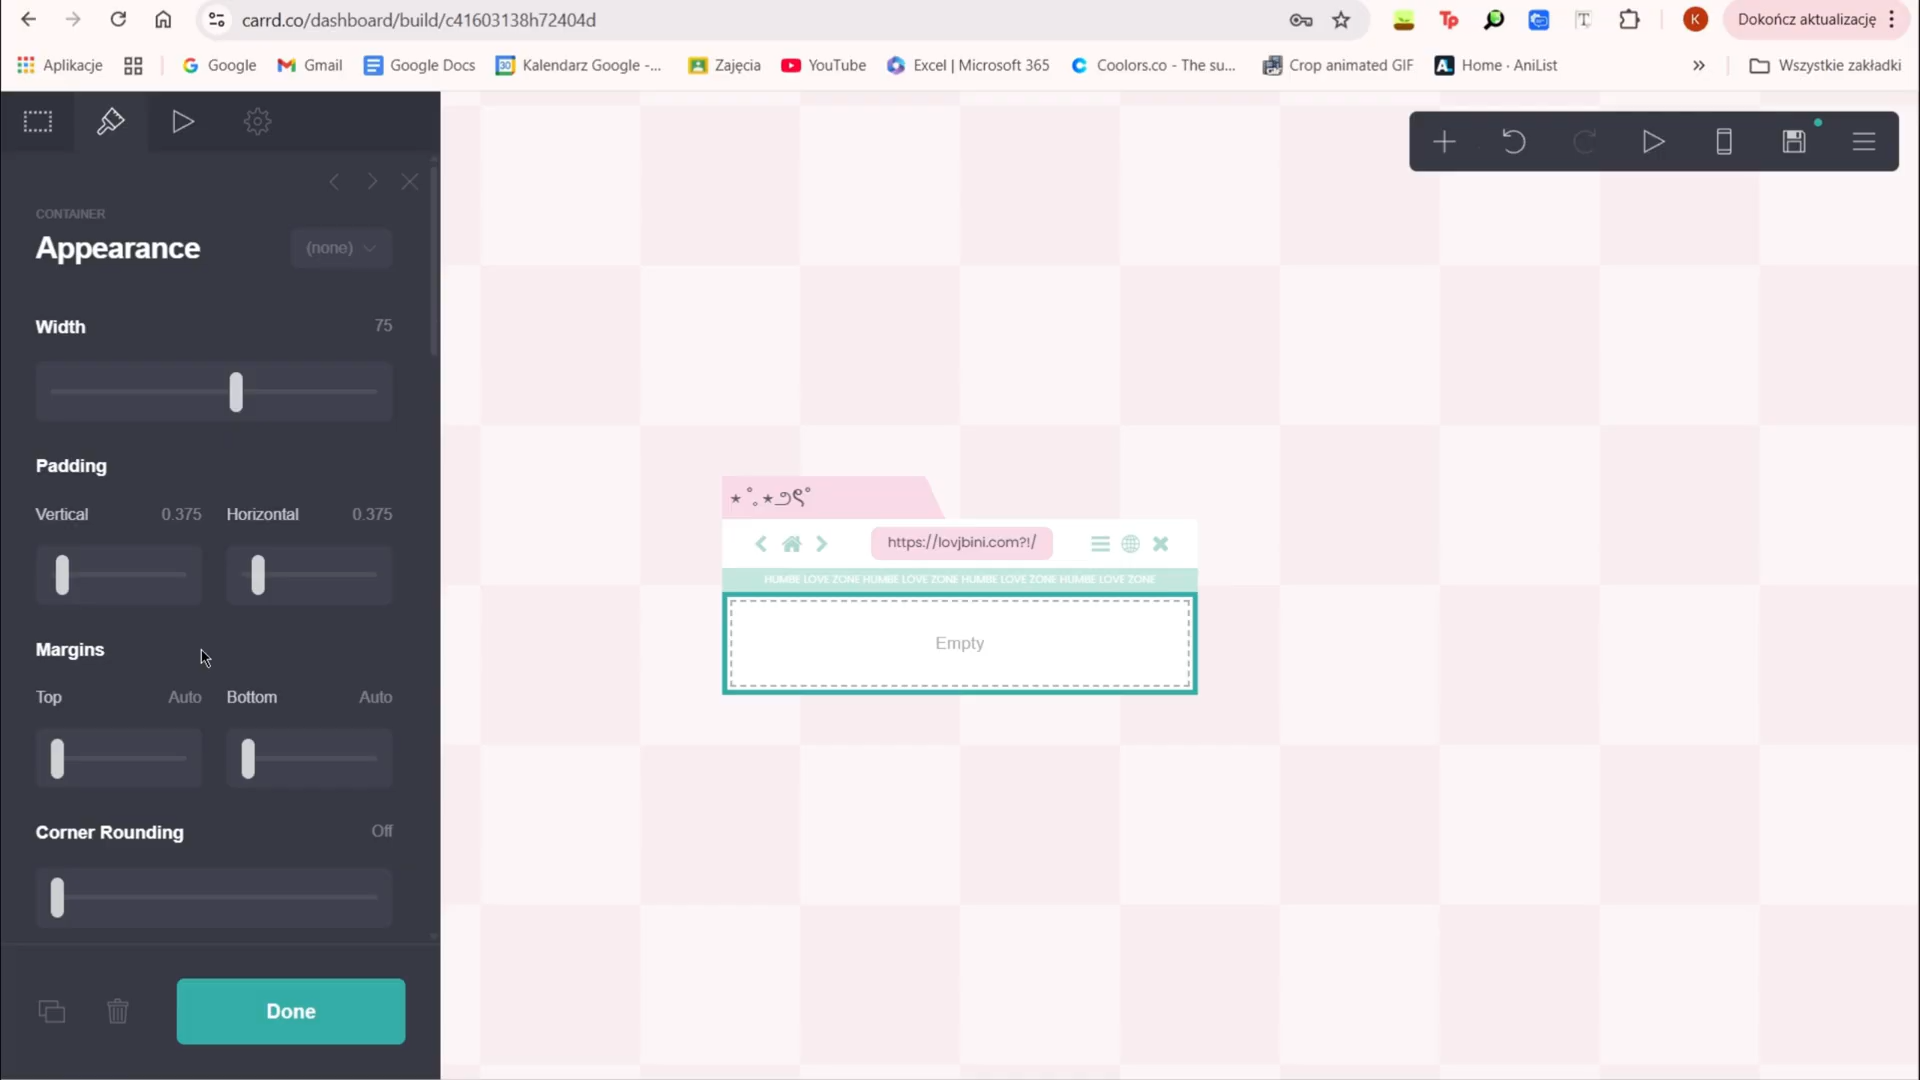 carrd.co/dashboard/build/c41603138h72404d
K
Dokończ aktualizację
Aplikacje
Google
Gmail
Google Docs
Kalendarz Google -...
Zajęcia
YouTube
Excel | Microsoft 365
Coolors.co - The su...
Crop animated GIF
Home · AniList
»
Wszystkie zakładki
CONTAINER
Appearance
(none)
Width
75
Padding
Vertical
0.375
Horizontal
0.375
Margins
Top
Auto
Bottom
Auto
Corner Rounding
Off
Done
⋆˚｡⋆୨ৎ˚
https://lovjbini.com?!/
HUMBE LOVE ZONE HUMBE LOVE ZONE HUMBE LOVE ZONE HUMBE LOVE ZONE
Empty